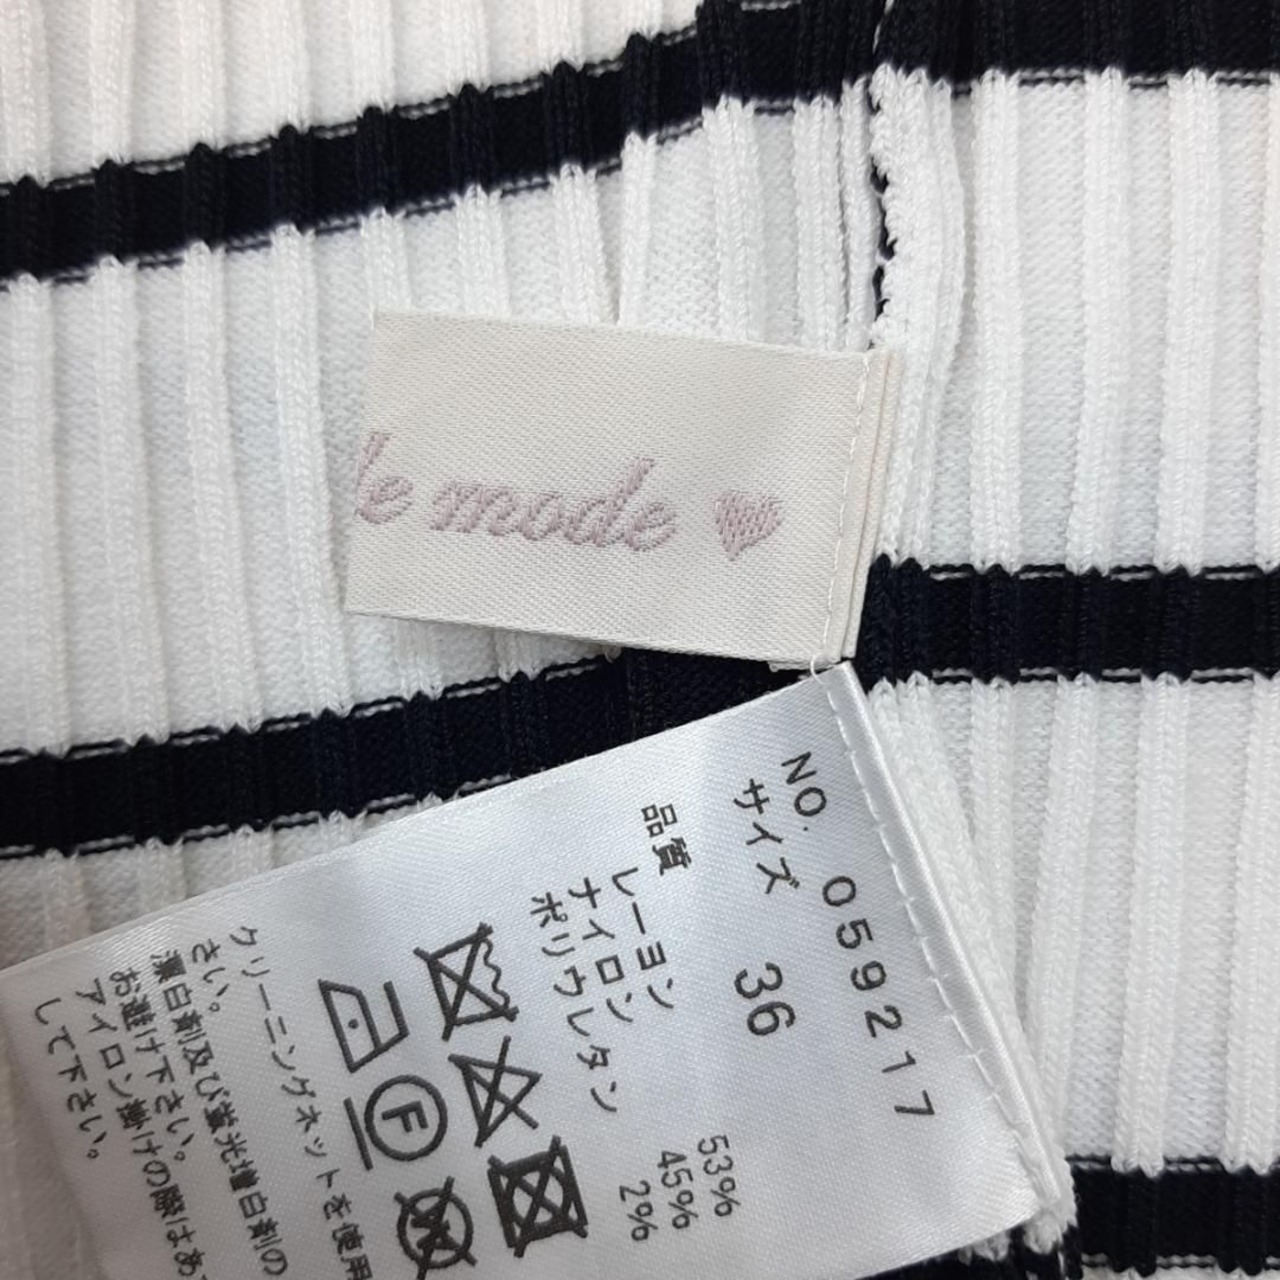 le mode
NO. 059217
サイズ 36
品質
レーヨン 53%
ナイロン 45%
ポリウレタン 2%
F
W
クリーニングネットを使用
さい。
漂白剤及び蛍光増白剤の
お避け下さい。
アイロン掛けの際はあ
して下さい。